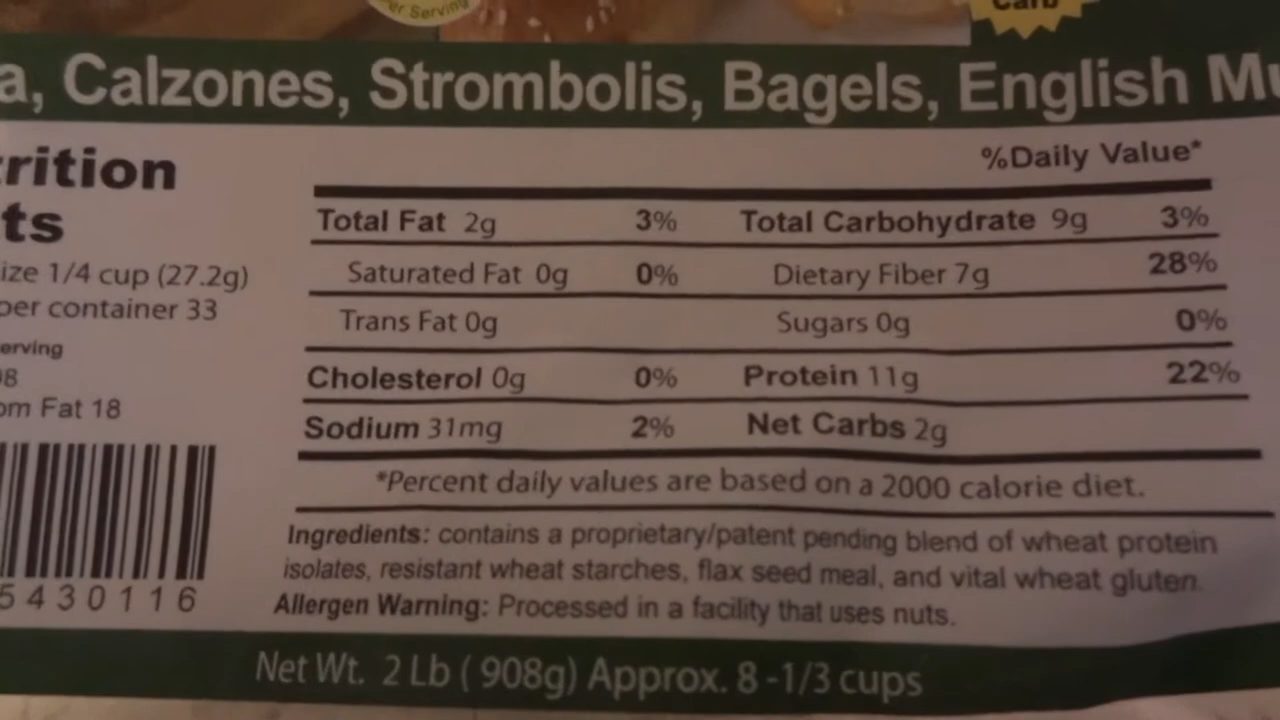 er Serving
Carb
a, Calzones, Strombolis, Bagels, English Mu
rition
ts
ize 1/4 cup (27.2g)
per container 33
erving
98
om Fat 18
5430116
%Daily Value*
Total Fat 2g 3% Total Carbohydrate 9g 3%
Saturated Fat 0g 0% Dietary Fiber 7g 28%
Trans Fat 0g Sugars 0g 0%
Cholesterol 0g 0% Protein 11g 22%
Sodium 31mg 2% Net Carbs 2g
*Percent daily values are based on a 2000 calorie diet.
Ingredients: contains a proprietary/patent pending blend of wheat protein
isolates, resistant wheat starches, flax seed meal, and vital wheat gluten.
Allergen Warning: Processed in a facility that uses nuts.
Net Wt. 2 Lb ( 908g) Approx. 8 -1/3 cups